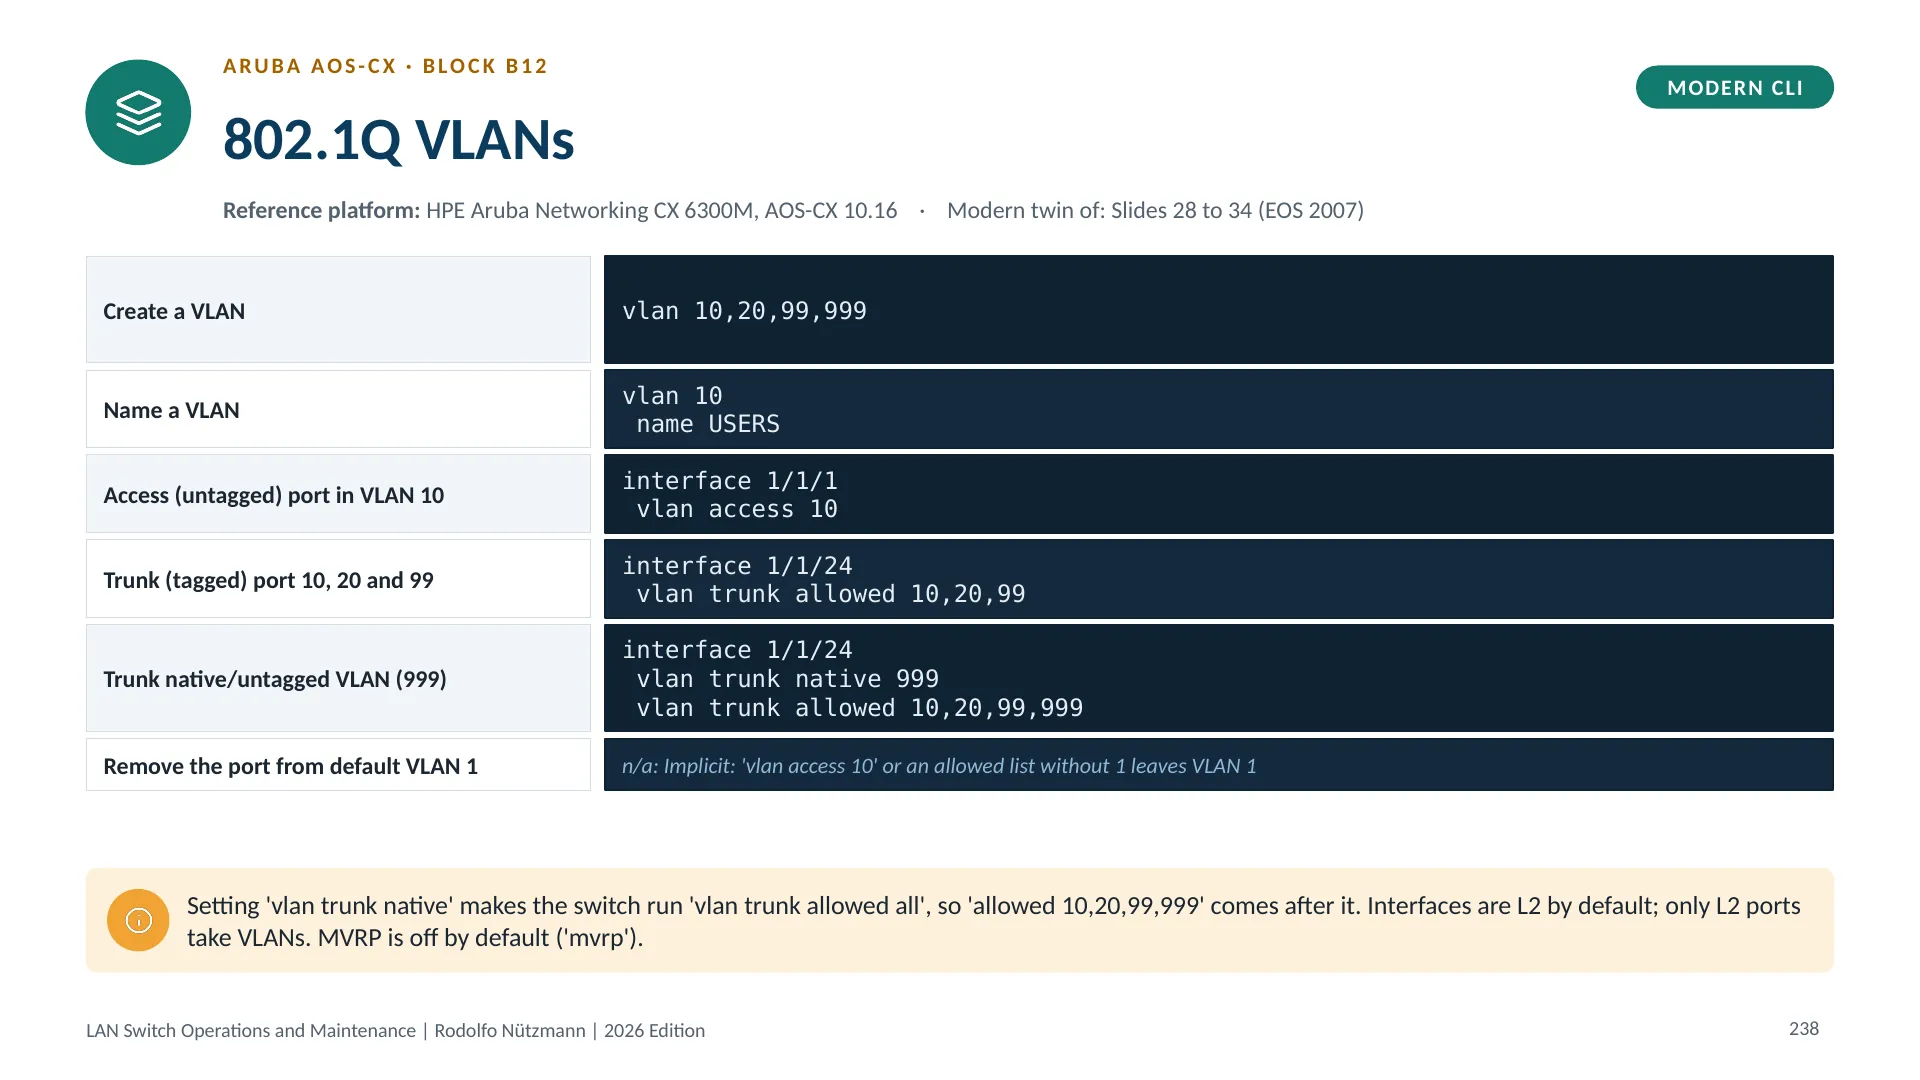 ARUBA AOS-CX · BLOCK B12
MODERN CLI
802.1Q VLANs
Reference platform: HPE Aruba Networking CX 6300M, AOS-CX 10.16 · Modern twin of: Slides 28 to 34 (EOS 2007)
Create a VLAN
vlan 10,20,99,999
Name a VLAN
vlan 10
 name USERS
Access (untagged) port in VLAN 10
interface 1/1/1
 vlan access 10
Trunk (tagged) port 10, 20 and 99
interface 1/1/24
 vlan trunk allowed 10,20,99
Trunk native/untagged VLAN (999)
interface 1/1/24
 vlan trunk native 999
 vlan trunk allowed 10,20,99,999
Remove the port from default VLAN 1
n/a: Implicit: 'vlan access 10' or an allowed list without 1 leaves VLAN 1
Setting 'vlan trunk native' makes the switch run 'vlan trunk allowed all', so 'allowed 10,20,99,999' comes after it. Interfaces are L2 by default; only L2 ports
take VLANs. MVRP is off by default ('mvrp').
LAN Switch Operations and Maintenance | Rodolfo Nützmann | 2026 Edition
238